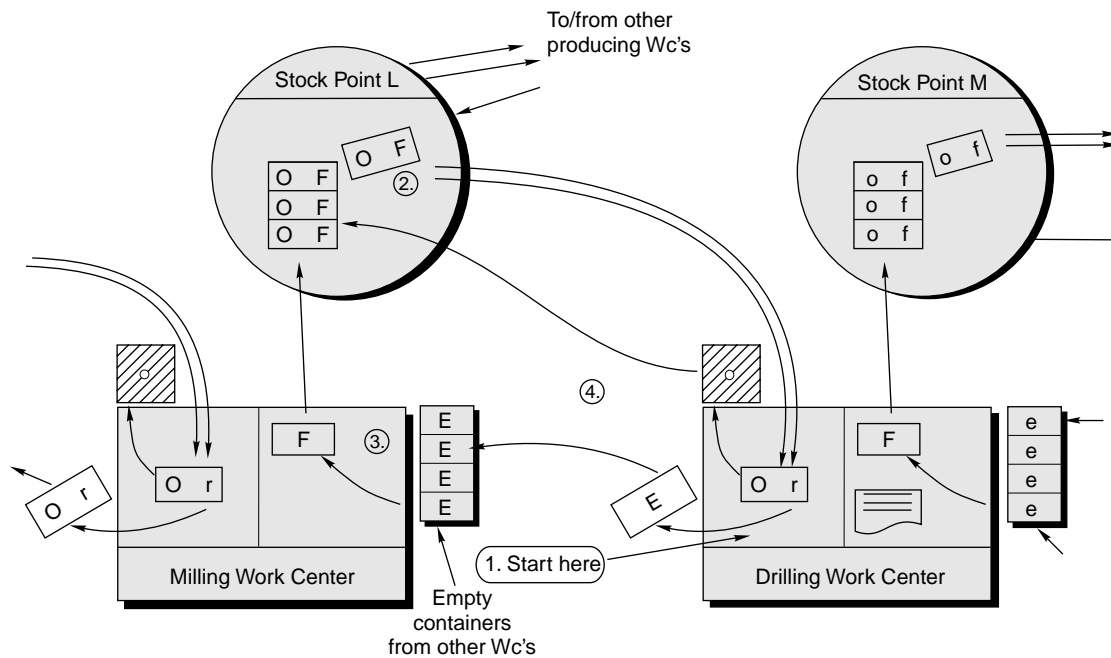 To/from other
producing Wc's
Stock Point L
Stock Point M
O F
2.
O F
O F
O F
o f
o f
o f
o f
4.
F
3.
E
E
E
E
O r
O r
E
O r
F
e
e
e
e
1. Start here
Milling Work Center
Drilling Work Center
Empty
containers
from other Wc's